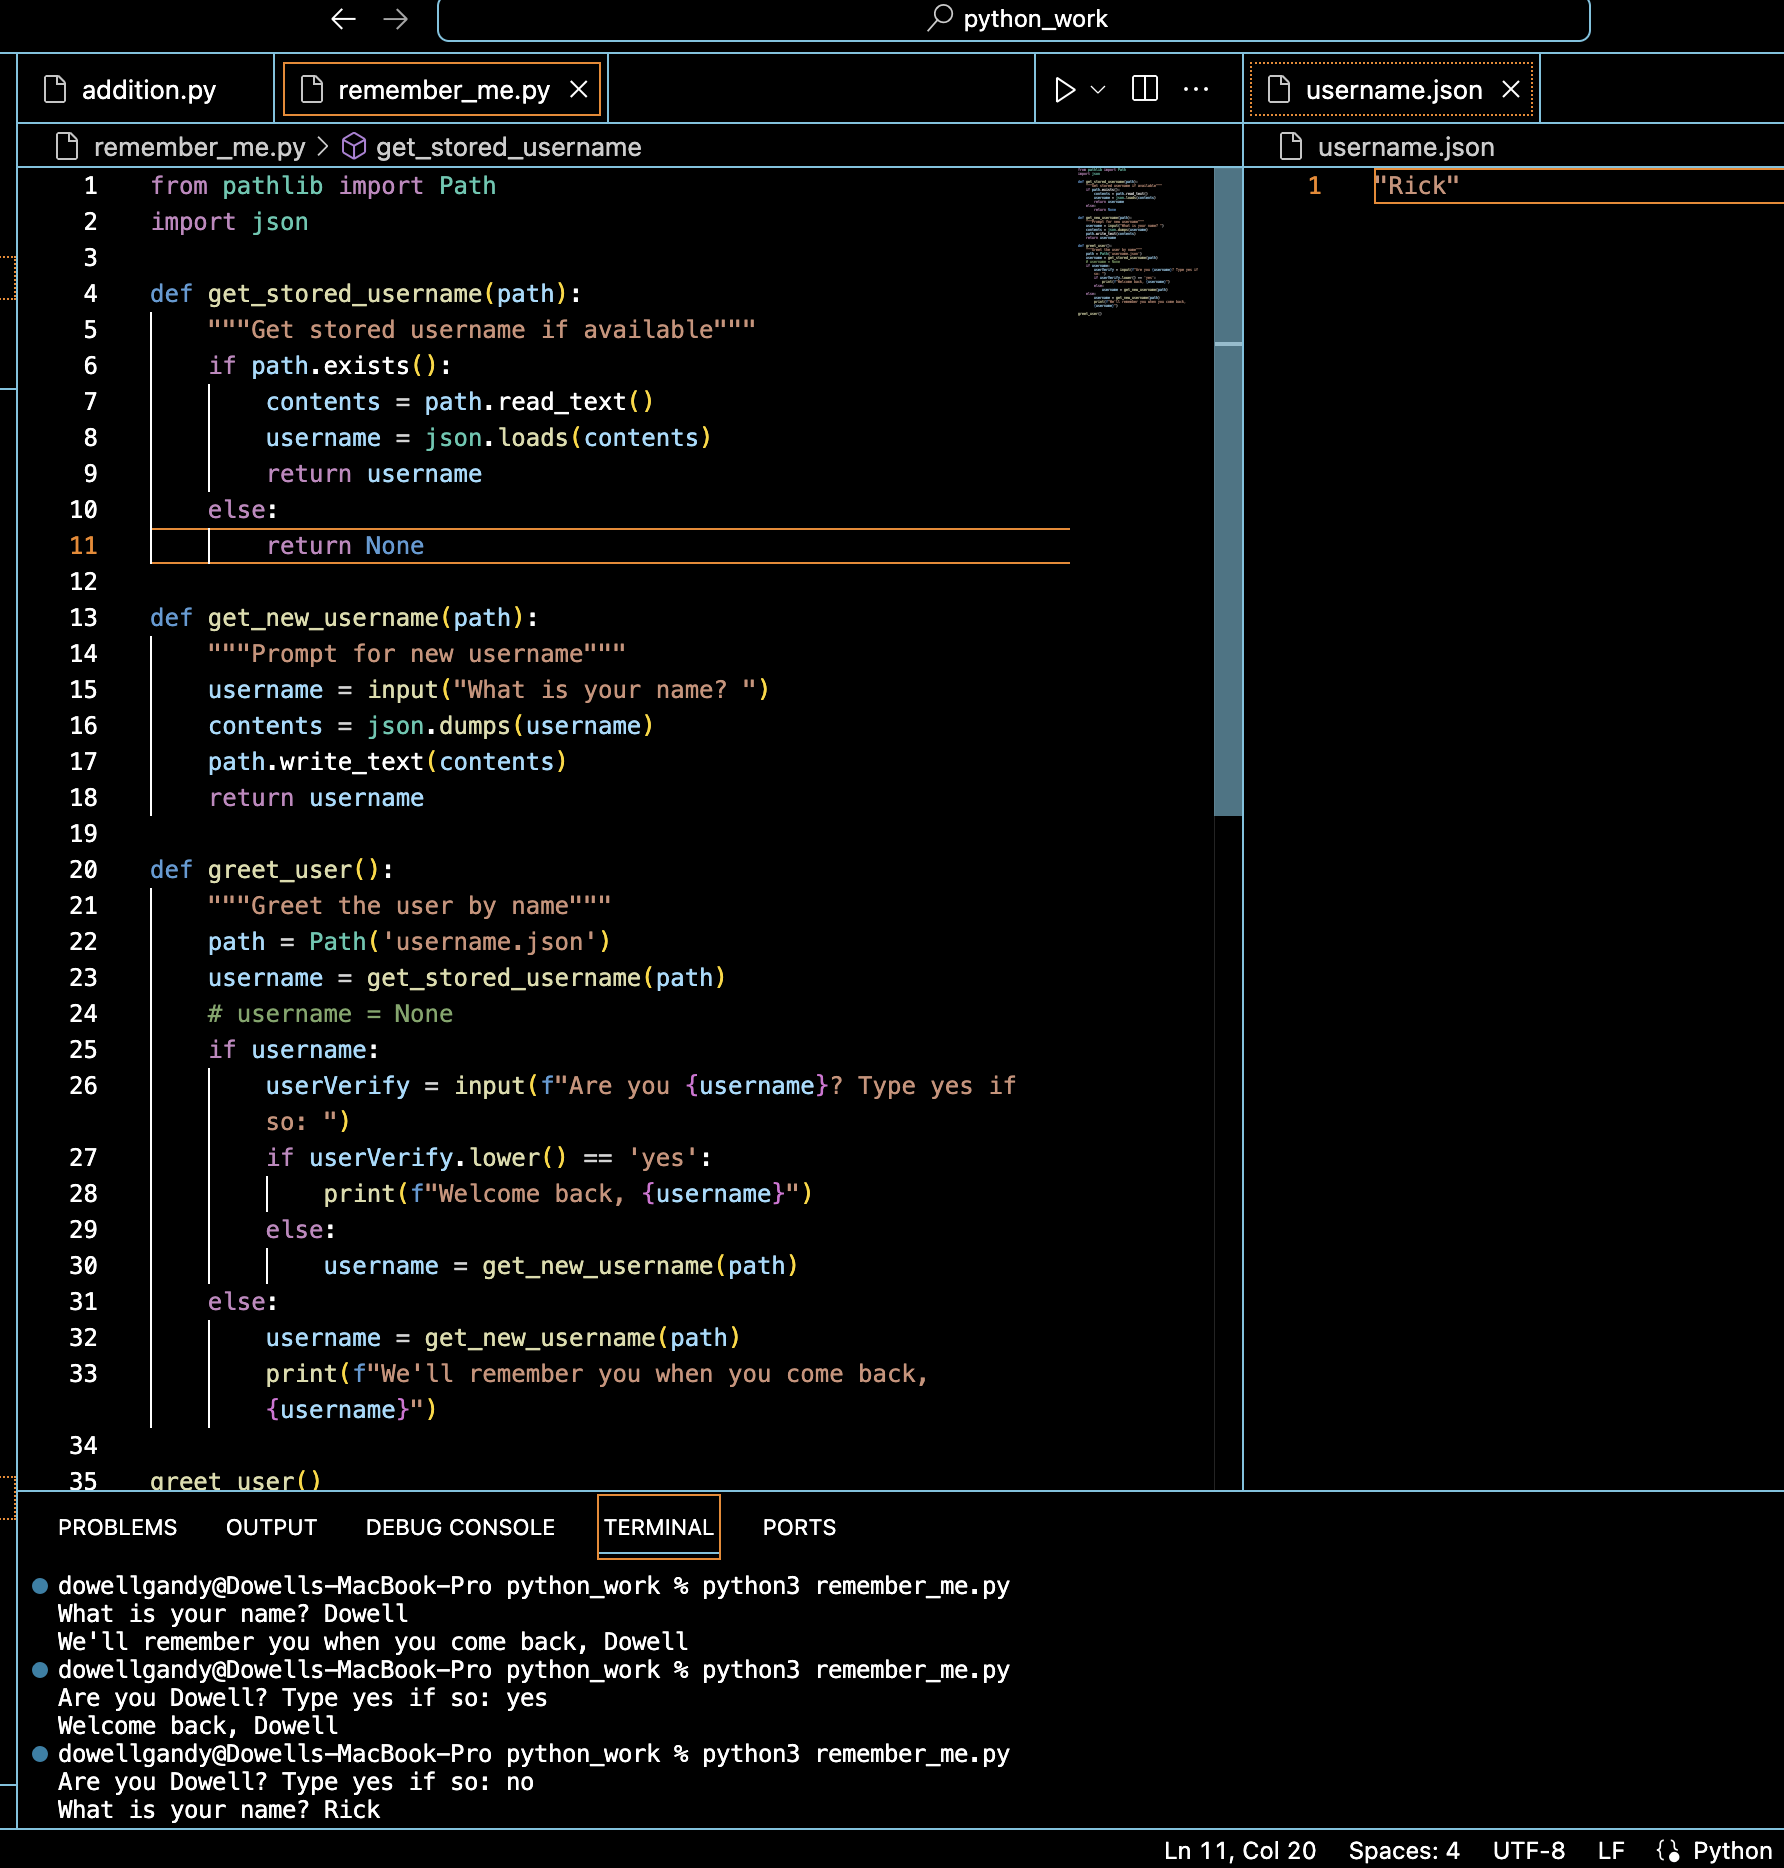 python_work
addition.py
remember_me.py
username.json
remember_me.py > get_stored_username
username.json
1 from pathlib import Path
2 import json
3
4 def get_stored_username(path):
5 """Get stored username if available"""
6 if path.exists():
7 contents = path.read_text()
8 username = json.loads(contents)
9 return username
10 else:
11 return None
12
13 def get_new_username(path):
14 """Prompt for new username"""
15 username = input("What is your name? ")
16 contents = json.dumps(username)
17 path.write_text(contents)
18 return username
19
20 def greet_user():
21 """Greet the user by name"""
22 path = Path('username.json')
23 username = get_stored_username(path)
24 # username = None
25 if username:
26 userVerify = input(f"Are you {username}? Type yes if
so: ")
27 if userVerify.lower() == 'yes':
28 print(f"Welcome back, {username}")
29 else:
30 username = get_new_username(path)
31 else:
32 username = get_new_username(path)
33 print(f"We'll remember you when you come back,
{username}")
34
35 greet_user()
1 "Rick"
PROBLEMS OUTPUT DEBUG CONSOLE TERMINAL PORTS
dowellgandy@Dowells-MacBook-Pro python_work % python3 remember_me.py
What is your name? Dowell
We'll remember you when you come back, Dowell
dowellgandy@Dowells-MacBook-Pro python_work % python3 remember_me.py
Are you Dowell? Type yes if so: yes
Welcome back, Dowell
dowellgandy@Dowells-MacBook-Pro python_work % python3 remember_me.py
Are you Dowell? Type yes if so: no
What is your name? Rick
Ln 11, Col 20 Spaces: 4 UTF-8 LF Python